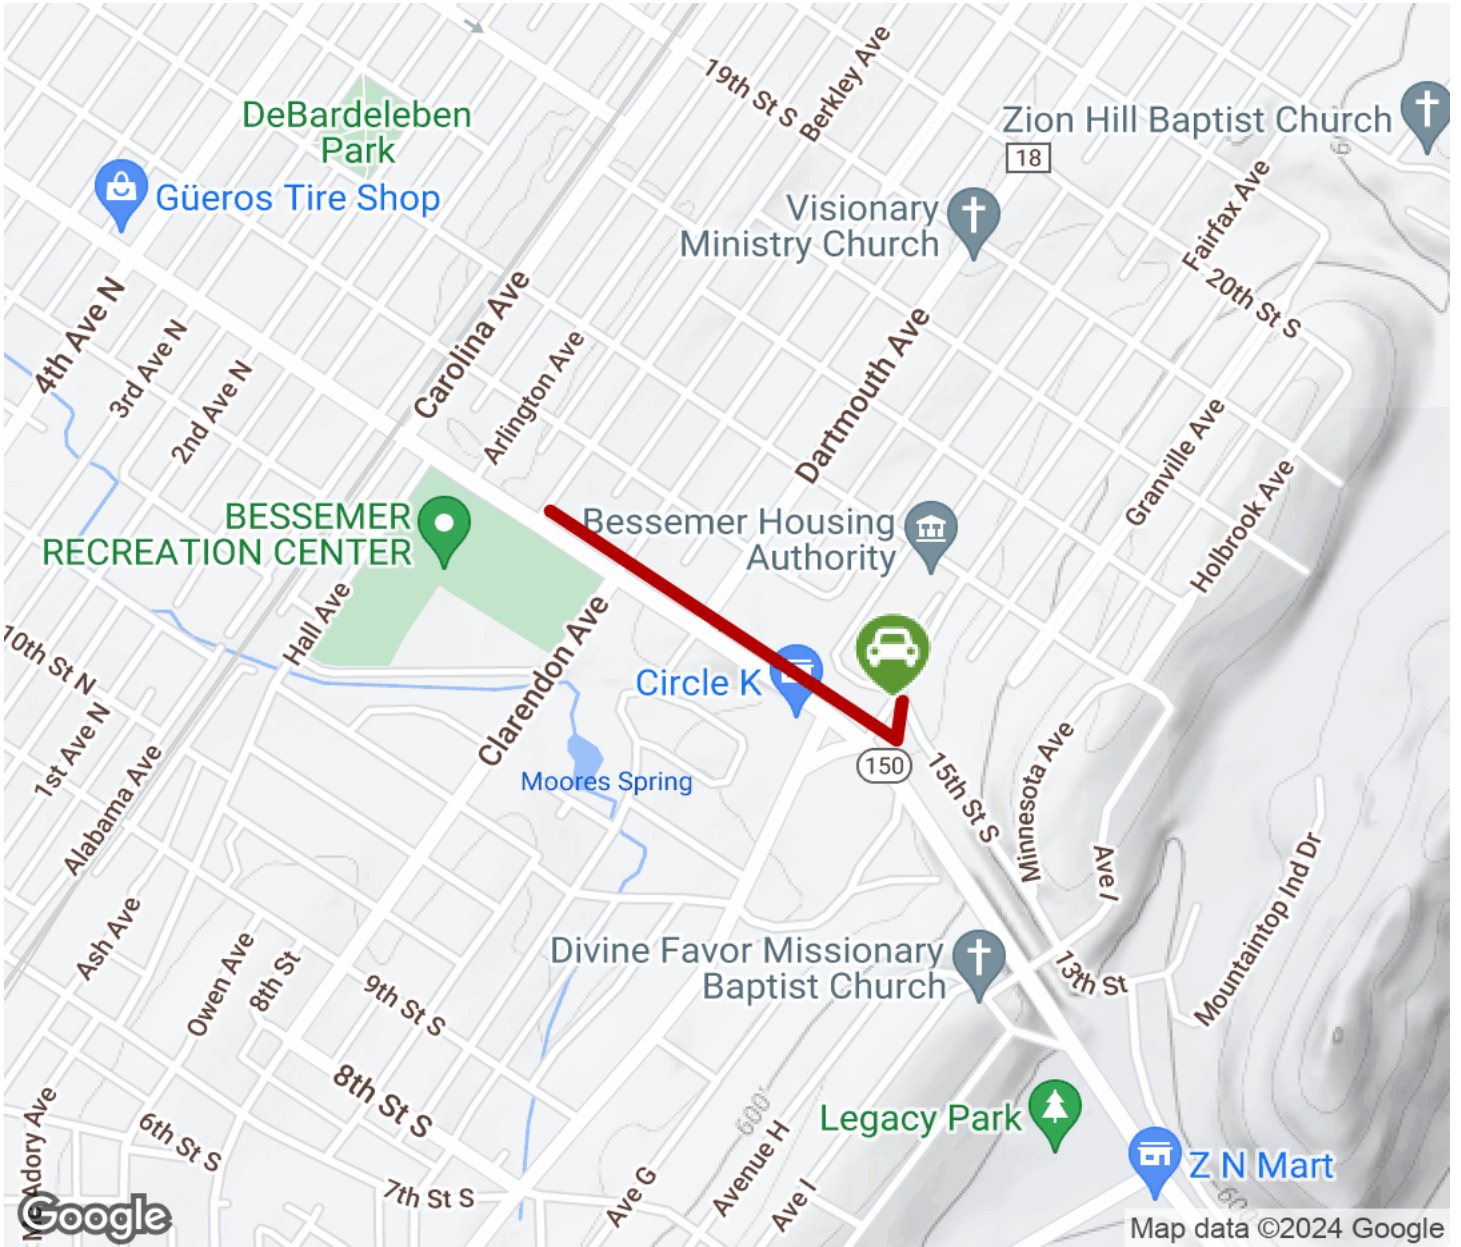 19th St S
Berkley Ave
DeBardeleben
Park
Zion Hill Baptist Church
18
Güeros Tire Shop
Visionary
Ministry Church
Fairfax Ave
20th St S
4th Ave N
3rd Ave N
2nd Ave N
Carolina Ave
Arlington Ave
Dartmouth Ave
Granville Ave
Holbrook Ave
BESSEMER
RECREATION CENTER
Bessemer Housing
Authority
Hall Ave
10th St N
Clarendon Ave
Circle K
150
1st Ave N
Alabama Ave
Moores Spring
15th St S
Minnesota Ave
Ave I
Mountaintop Ind Dr
Ash Ave
Owen Ave
8th St
9th St S
Divine Favor Missionary
Baptist Church
13th St
8th St S
600'
Legacy Park
6th St S
7th St S
Ave G
Avenue H
Ave I
Z N Mart
Google
Map data ©2024 Google